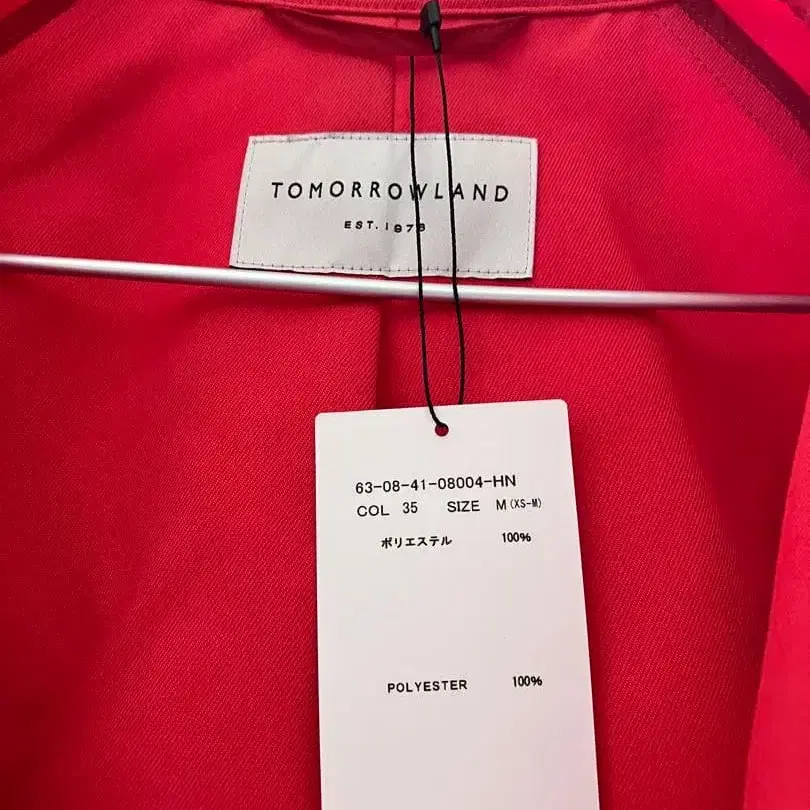 TOMORROWLAND
EST. 1978
63-08-41-08004-HN
COL 35 SIZE M (XS-M)
ポリエステル 100%
POLYESTER 100%